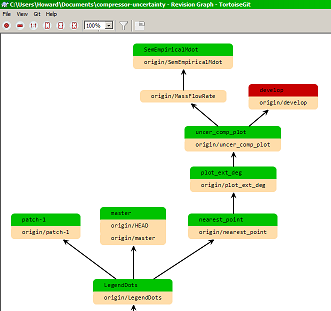 C:\Users\Howard\Documents\compressor-uncertainty - Revision Graph - TortoiseGit
File View Git Help
1:1
100%
SemEmpiricalMdot
origin/SemEmpiricalMdot
origin/MassFlowRate
develop
origin/develop
uncer_comp_plot
origin/uncer_comp_plot
plot_ext_deg
origin/plot_ext_deg
patch-1
origin/patch-1
master
origin/HEAD
origin/master
nearest_point
origin/nearest_point
LegendDots
origin/LegendDots